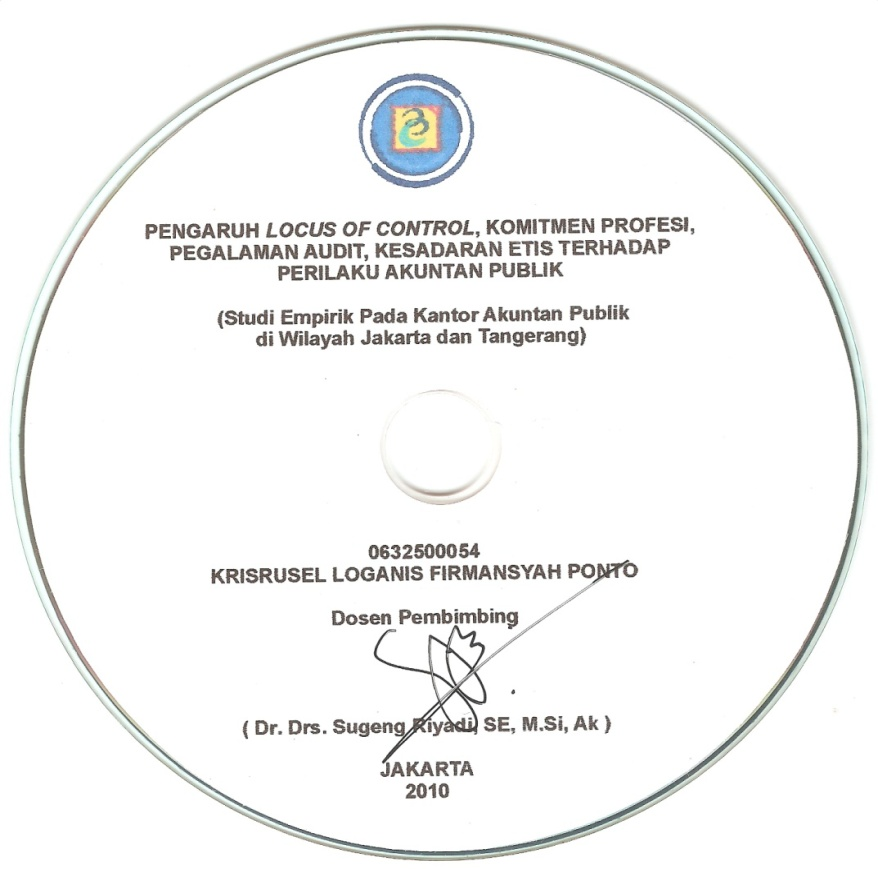 PENGARUH LOCUS OF CONTROL, KOMITMEN PROFESI,
PEGALAMAN AUDIT, KESADARAN ETIS TERHADAP
PERILAKU AKUNTAN PUBLIK
(Studi Empirik Pada Kantor Akuntan Publik
di Wilayah Jakarta dan Tangerang)
0632500054
KRISRUSEL LOGANIS FIRMANSYAH PONTO
Dosen Pembimbing
( Dr. Drs. Sugeng Riyadi, SE, M.Si, Ak )
JAKARTA
2010